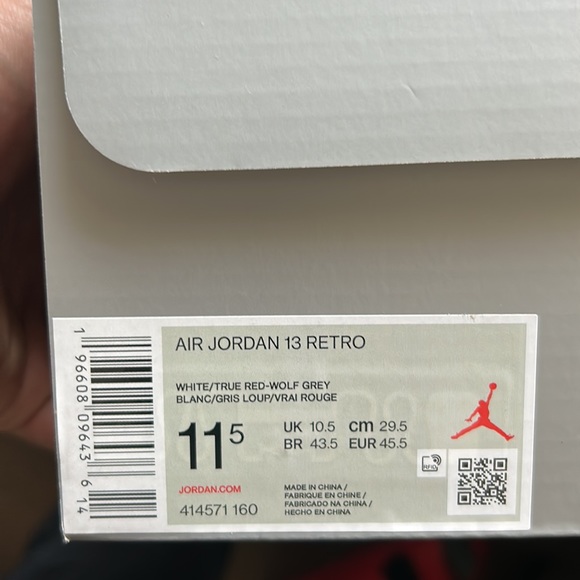 AIR JORDAN 13 RETRO
WHITE/TRUE RED-WOLF GREY
BLANC/GRIS LOUP/VRAI ROUGE
11 5
UK 10.5 cm 29.5
BR 43.5 EUR 45.5
RFID
JORDAN.COM
414571 160
MADE IN CHINA /
FABRIQUE EN CHINE /
FABRICADO NA CHINA /
HECHO EN CHINA
1 96608 09643 6 14